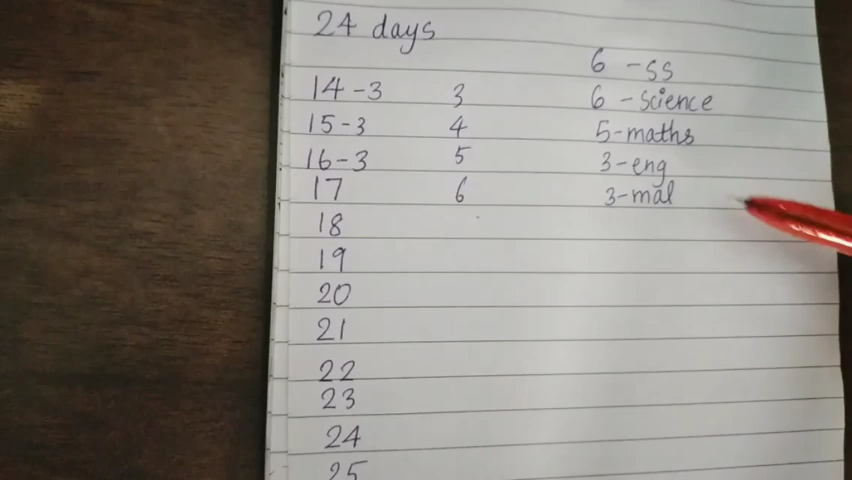 24 days
6 - ss
14 - 3 3 6 - science
15 - 3 4 5 - maths
16 - 3 5 3 - eng
17 6 3 - mal
18
19
20
21
22
23
24
25